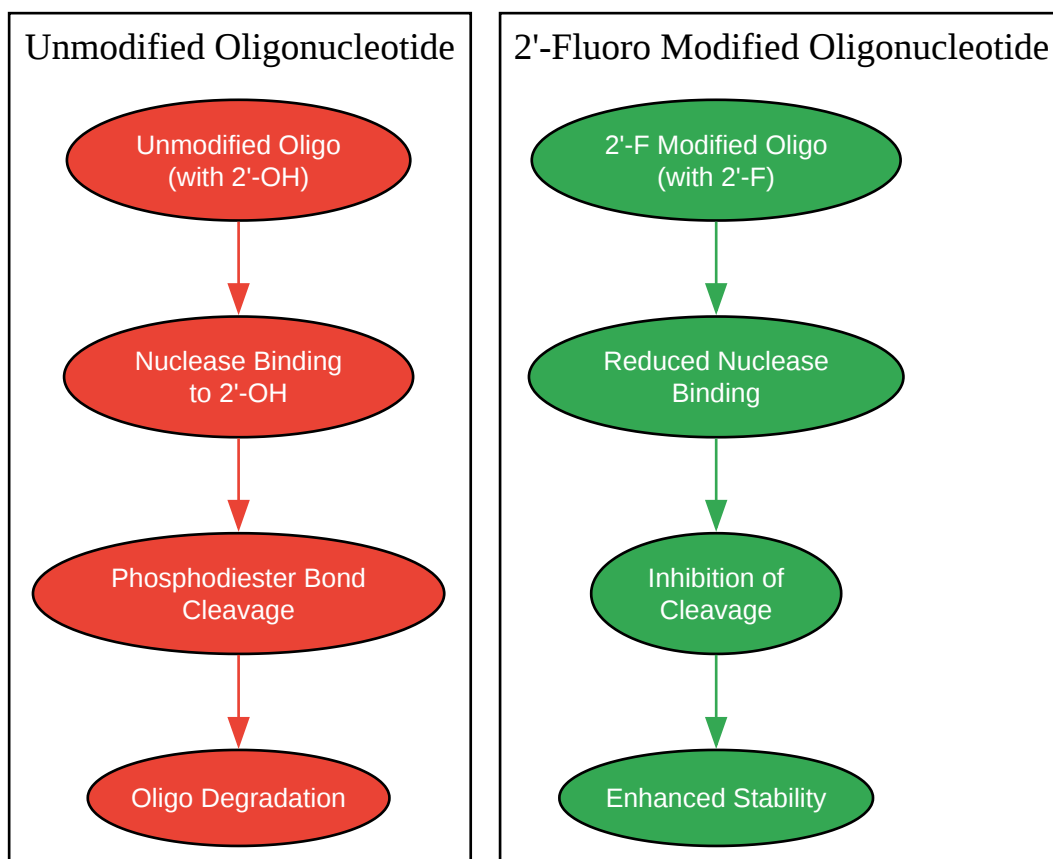 Unmodified Oligonucleotide
Unmodified Oligo
(with 2'-OH)
Nuclease Binding
to 2'-OH
Phosphodiester Bond
Cleavage
Oligo Degradation
2'-Fluoro Modified Oligonucleotide
2'-F Modified Oligo
(with 2'-F)
Reduced Nuclease
Binding
Inhibition of
Cleavage
Enhanced Stability